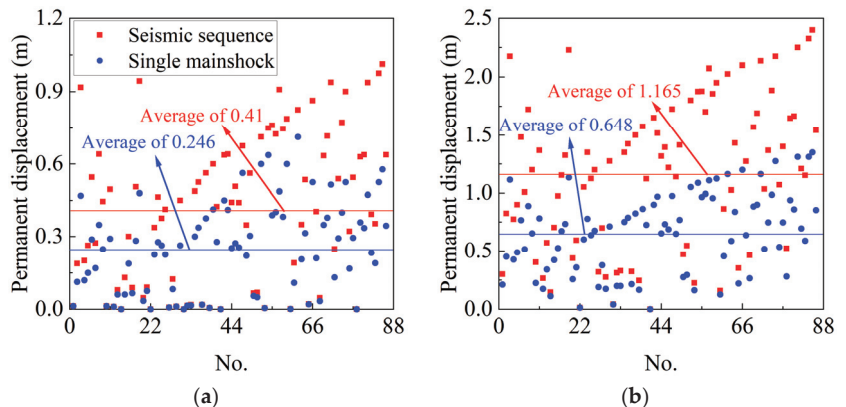 1.2
0.9
0.6
0.3
0.0
Permanent displacement (m)
Seismic sequence
Single mainshock
Average of 0.41
Average of 0.246
0 22 44 66 88
No.
(a)
2.5
2.0
1.5
1.0
0.5
0.0
Permanent displacement (m)
Average of 1.165
Average of 0.648
0 22 44 66 88
No.
(b)